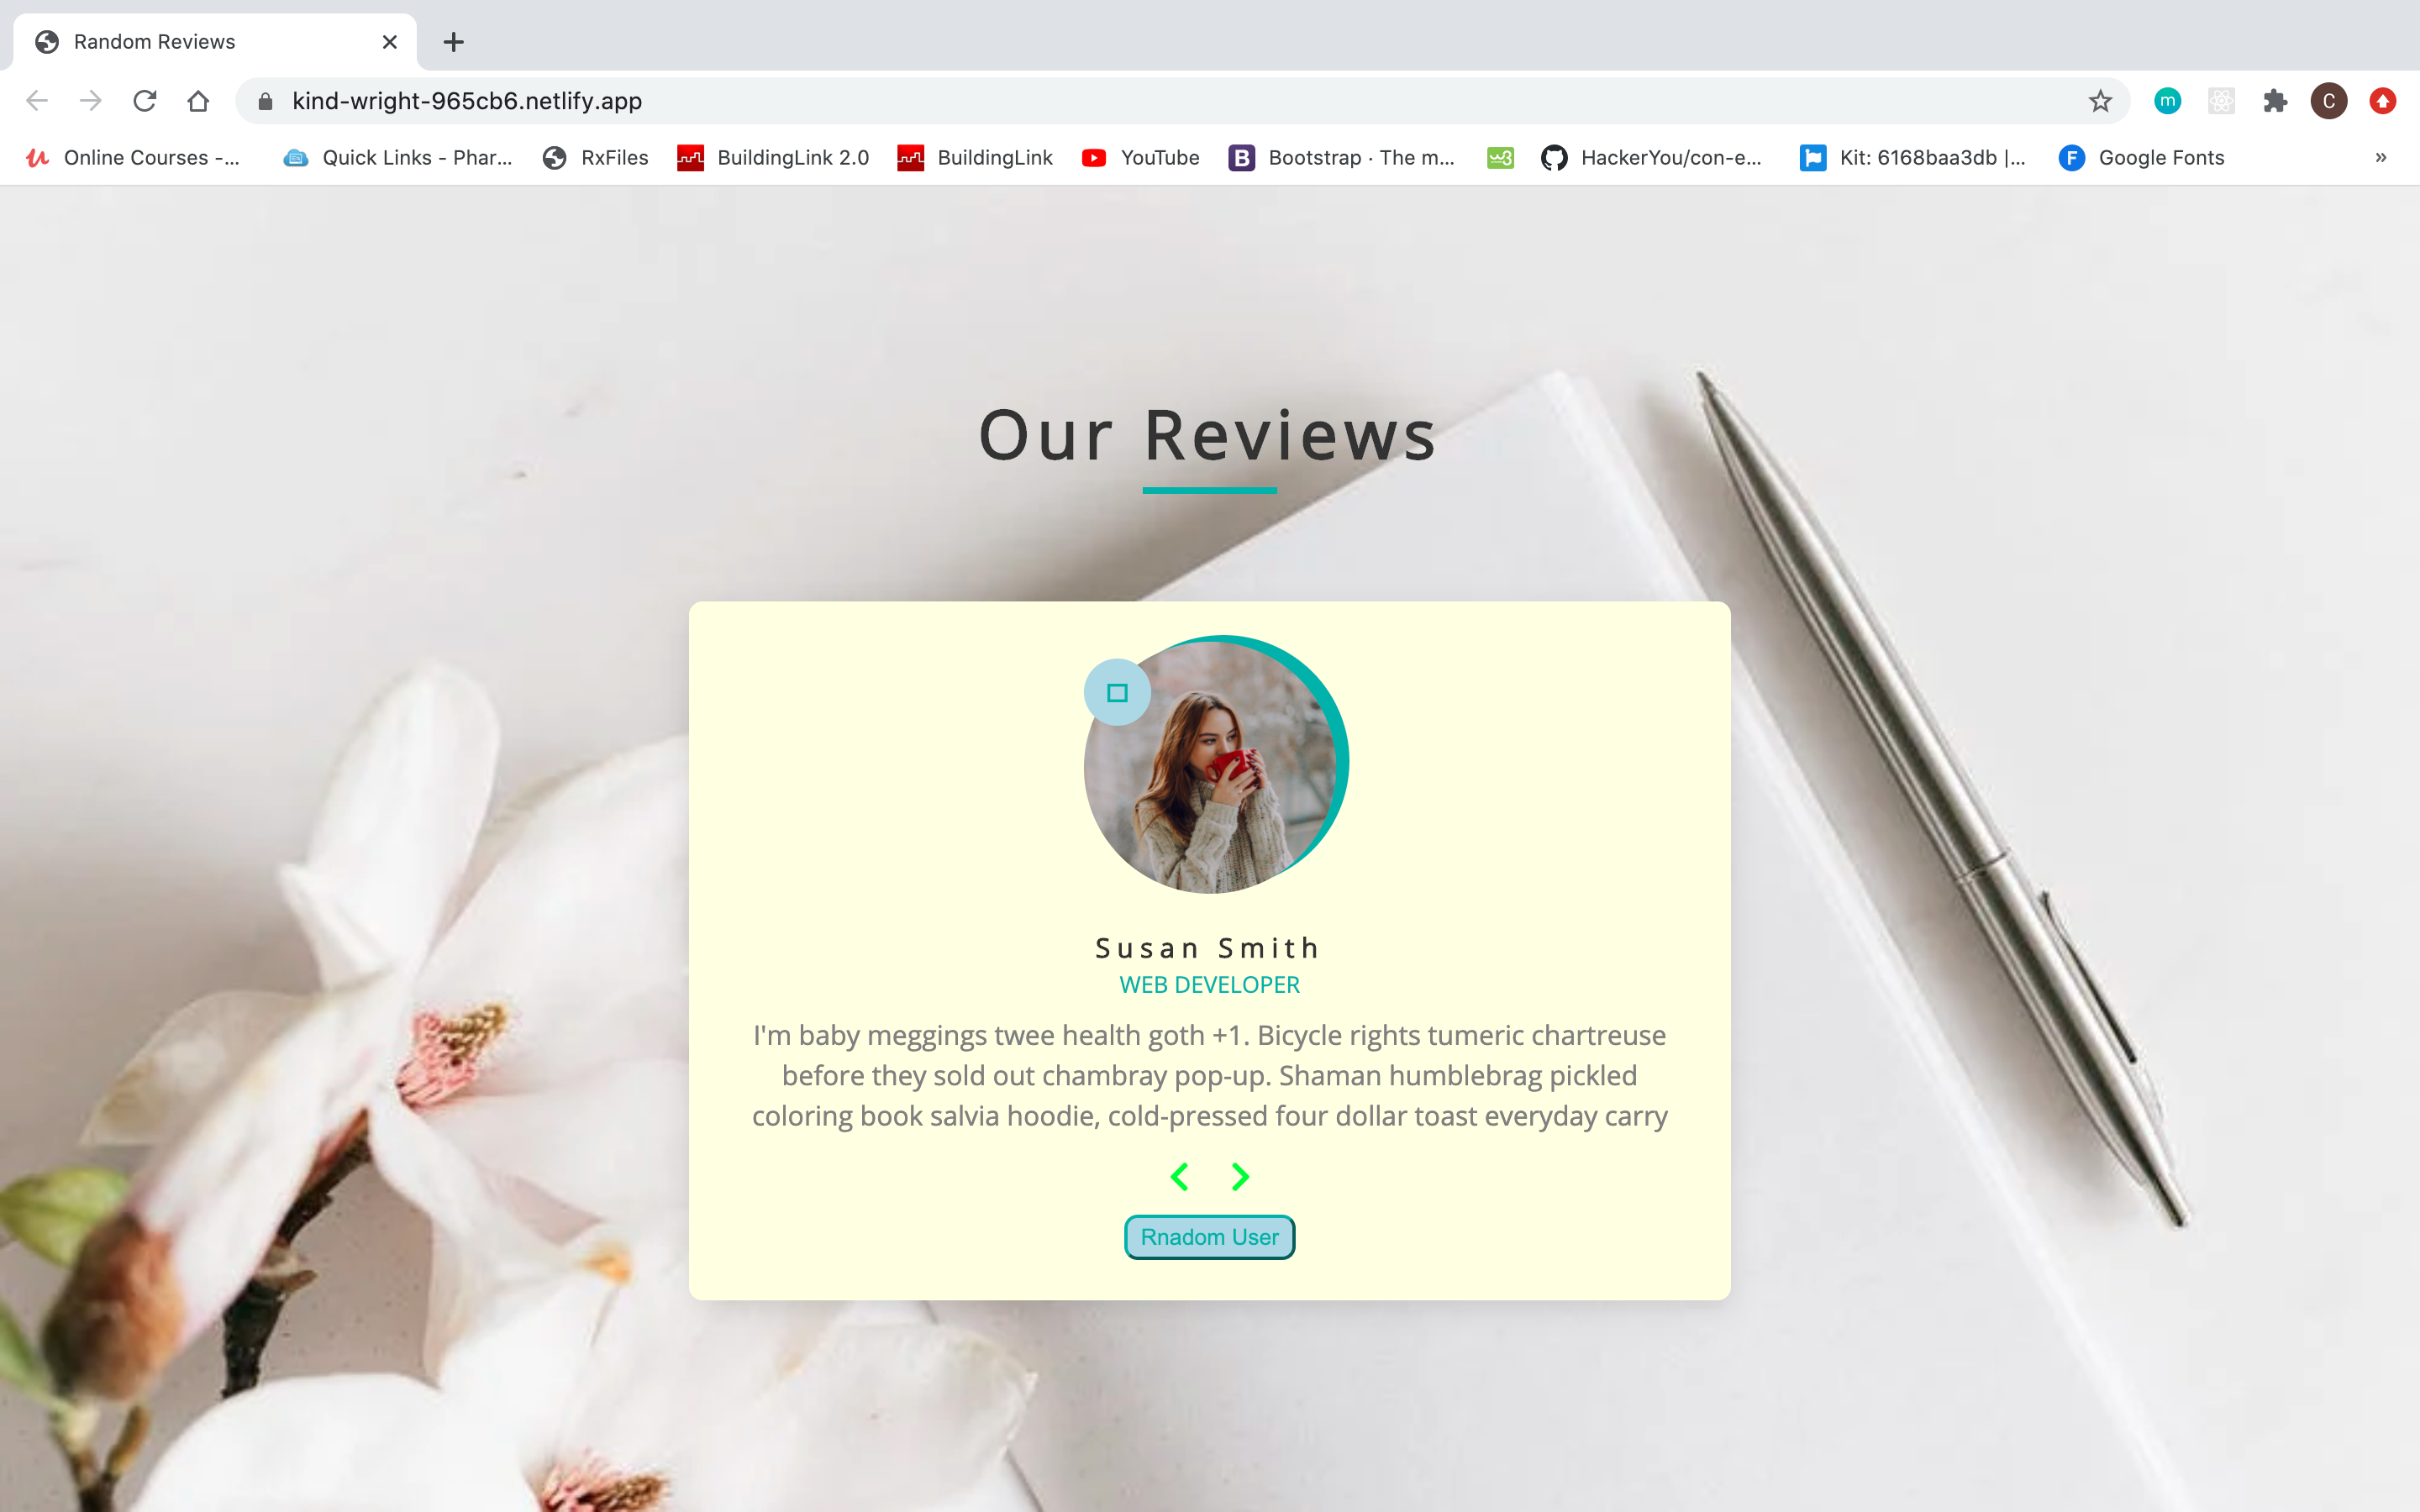 Random Reviews
kind-wright-965cb6.netlify.app
m
C
Online Courses -...
Quick Links - Phar...
RxFiles
BuildingLink 2.0
BuildingLink
YouTube
B
Bootstrap · The m...
w3
HackerYou/con-e...
Kit: 6168baa3db |...
F
Google Fonts
»
Our Reviews
Susan Smith
WEB DEVELOPER
I'm baby meggings twee health goth +1. Bicycle rights tumeric chartreuse
before they sold out chambray pop-up. Shaman humblebrag pickled
coloring book salvia hoodie, cold-pressed four dollar toast everyday carry
Rnadom User